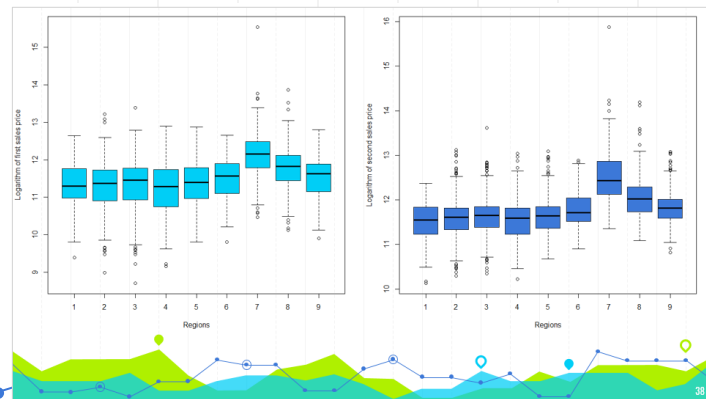 Logarithm of first sales price
15
14
13
12
11
10
9
1 2 3 4 5 6 7 8 9
Regions
Logarithm of second sales price
16
15
14
13
12
11
10
1 2 3 4 5 6 7 8 9
Regions
38